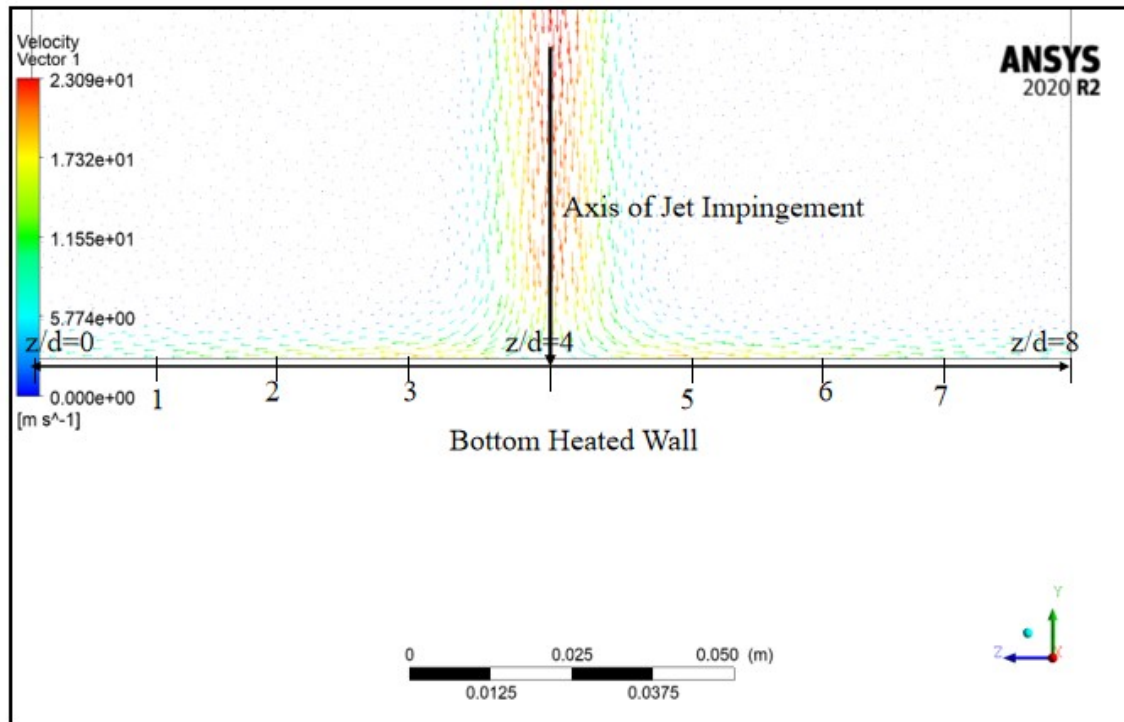 Velocity
Vector 1
2.309e+01
1.732e+01
1.155e+01
5.774e+00
0.000e+00
[m s^-1]
ANSYS
2020 R2
Axis of Jet Impingement
z/d=0
z/d=4
z/d=8
1
2
3
5
6
7
Bottom Heated Wall
0
0.025
0.050
(m)
0.0125
0.0375
Y
Z
X